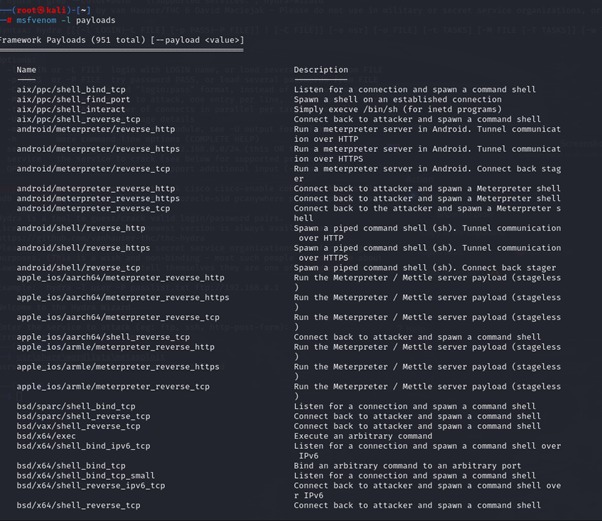 (root㉿kali)-[~]
# msfvenom -l payloads
Framework Payloads (951 total) [--payload <value>]
Name Description
aix/ppc/shell_bind_tcp Listen for a connection and spawn a command shell
aix/ppc/shell_find_port Spawn a shell on an established connection
aix/ppc/shell_interact Simply execve /bin/sh (for inetd programs)
aix/ppc/shell_reverse_tcp Connect back to attacker and spawn a command shell
android/meterpreter/reverse_http Run a meterpreter server in Android. Tunnel communicat
ion over HTTP
android/meterpreter/reverse_https Run a meterpreter server in Android. Tunnel communicat
ion over HTTPS
android/meterpreter/reverse_tcp Run a meterpreter server in Android. Connect back stag
er
android/meterpreter_reverse_http Connect back to attacker and spawn a Meterpreter shell
android/meterpreter_reverse_https Connect back to attacker and spawn a Meterpreter shell
android/meterpreter_reverse_tcp Connect back to the attacker and spawn a Meterpreter s
hell
android/shell/reverse_http Spawn a piped command shell (sh). Tunnel communication
over HTTP
android/shell/reverse_https Spawn a piped command shell (sh). Tunnel communication
over HTTPS
android/shell/reverse_tcp Spawn a piped command shell (sh). Connect back stager
apple_ios/aarch64/meterpreter_reverse_http Run the Meterpreter / Mettle server payload (stageless
)
apple_ios/aarch64/meterpreter_reverse_https Run the Meterpreter / Mettle server payload (stageless
)
apple_ios/aarch64/meterpreter_reverse_tcp Run the Meterpreter / Mettle server payload (stageless
)
apple_ios/aarch64/shell_reverse_tcp Connect back to attacker and spawn a command shell
apple_ios/armle/meterpreter_reverse_http Run the Meterpreter / Mettle server payload (stageless
)
apple_ios/armle/meterpreter_reverse_https Run the Meterpreter / Mettle server payload (stageless
)
apple_ios/armle/meterpreter_reverse_tcp Run the Meterpreter / Mettle server payload (stageless
)
bsd/sparc/shell_bind_tcp Listen for a connection and spawn a command shell
bsd/sparc/shell_reverse_tcp Connect back to attacker and spawn a command shell
bsd/vax/shell_reverse_tcp Connect back to attacker and spawn a command shell
bsd/x64/exec Execute an arbitrary command
bsd/x64/shell_bind_ipv6_tcp Listen for a connection and spawn a command shell over
IPv6
bsd/x64/shell_bind_tcp Bind an arbitrary command to an arbitrary port
bsd/x64/shell_bind_tcp_small Listen for a connection and spawn a command shell
bsd/x64/shell_reverse_ipv6_tcp Connect back to attacker and spawn a command shell ove
r IPv6
bsd/x64/shell_reverse_tcp Connect back to attacker and spawn a command shell